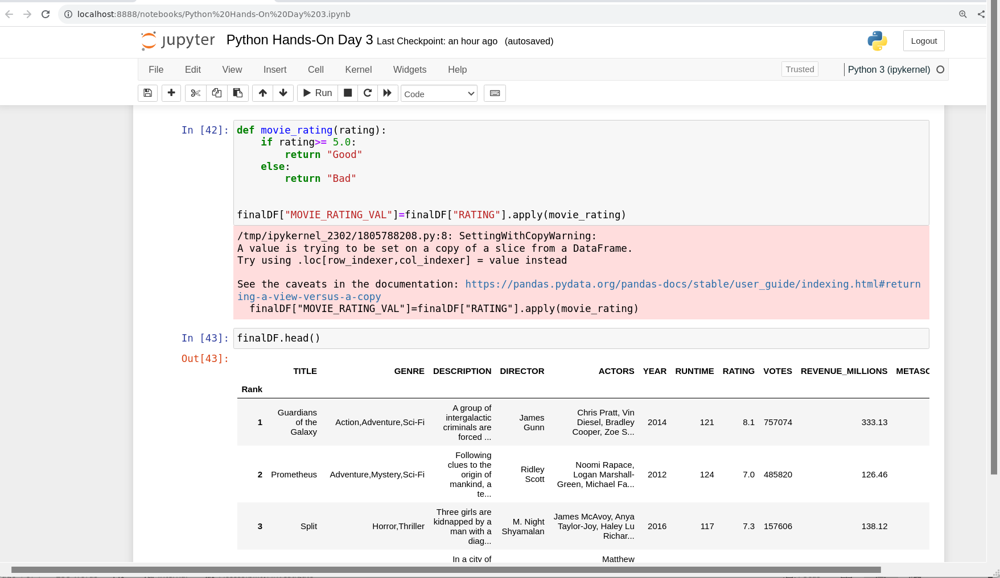 localhost:8888/notebooks/Python%20Hands-On%20Day%203.ipynb
jupyter Python Hands-On Day 3 Last Checkpoint: an hour ago (autosaved) Logout
File Edit View Insert Cell Kernel Widgets Help Trusted Python 3 (ipykernel)
Run Code
In [42]: def movie_rating(rating):
    if rating>= 5.0:
        return "Good"
    else:
        return "Bad"
finalDF["MOVIE_RATING_VAL"]=finalDF["RATING"].apply(movie_rating)
/tmp/ipykernel_2302/1805788208.py:8: SettingWithCopyWarning:
A value is trying to be set on a copy of a slice from a DataFrame.
Try using .loc[row_indexer,col_indexer] = value instead
See the caveats in the documentation: https://pandas.pydata.org/pandas-docs/stable/user_guide/indexing.html#return
ing-a-view-versus-a-copy
  finalDF["MOVIE_RATING_VAL"]=finalDF["RATING"].apply(movie_rating)
In [43]: finalDF.head()
Out[43]:
TITLE GENRE DESCRIPTION DIRECTOR ACTORS YEAR RUNTIME RATING VOTES REVENUE_MILLIONS METASC
Rank
A group of
Guardians intergalactic James Chris Pratt, Vin
1 of the Action,Adventure,Sci-Fi criminals are Gunn Diesel, Bradley 2014 121 8.1 757074 333.13
Galaxy forced ... Cooper, Zoe S...
Following
clues to the Ridley Noomi Rapace,
2 Prometheus Adventure,Mystery,Sci-Fi origin of Scott Logan Marshall- 2012 124 7.0 485820 126.46
mankind, a Green, Michael Fa...
te...
Three girls are James McAvoy, Anya
3 Split Horror,Thriller kidnapped by a M. Night Taylor-Joy, Haley Lu 2016 117 7.3 157606 138.12
man with a Shyamalan Richar...
diag...
In a city of Matthew